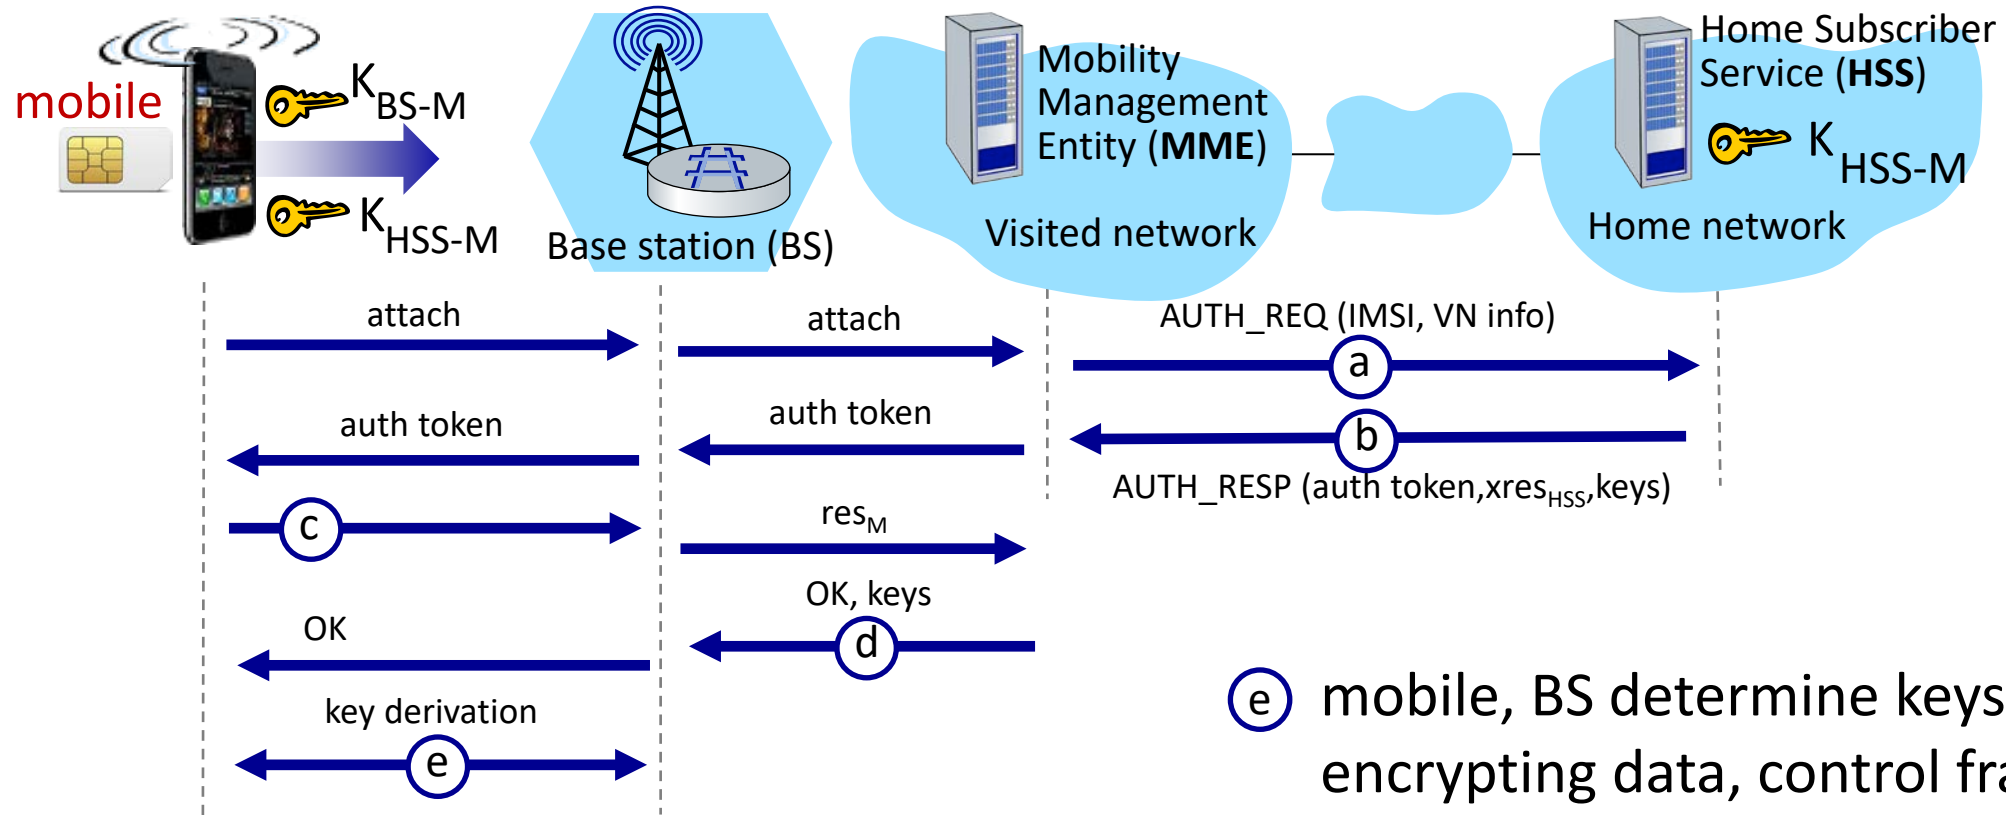 mobile
K BS-M
K HSS-M
Base station (BS)
Mobility
Management
Entity (MME)
Visited network
Home Subscriber
Service (HSS)
K HSS-M
Home network
attach
attach
AUTH_REQ (IMSI, VN info)
a
auth token
auth token
b
AUTH_RESP (auth token,xresHSS,keys)
c
resM
OK, keys
d
OK
key derivation
e
e mobile, BS determine keys
encrypting data, control fra